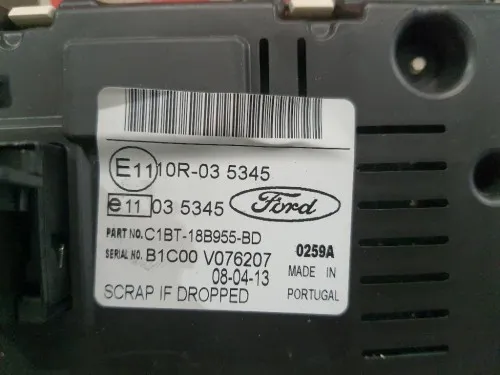 E11 10R-03 5345
e11 03 5345 Ford
PART NO. C1BT-18B955-BD
SERIAL NO. B1C00 V076207 0259A
08-04-13 MADE IN
SCRAP IF DROPPED PORTUGAL